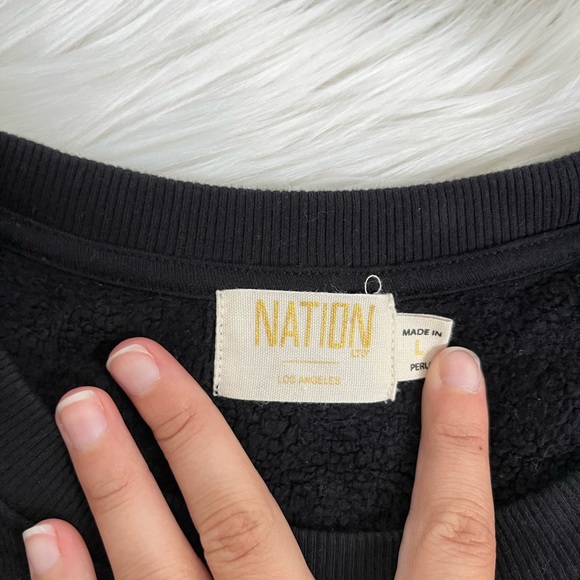 NATION
LTD
LOS ANGELES
MADE IN
L
PERU